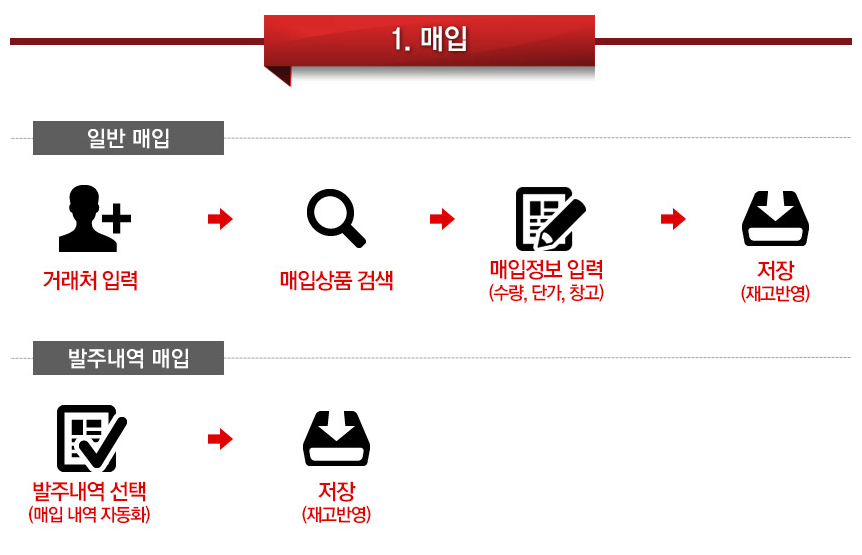 1. 매입
일반 매입
거래처 입력
매입상품 검색
매입정보 입력
(수량, 단가, 창고)
저장
(재고반영)
발주내역 매입
발주내역 선택
(매입 내역 자동화)
저장
(재고반영)